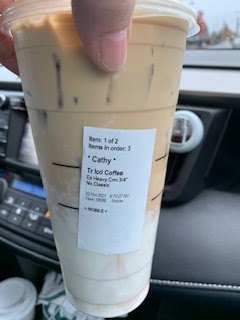 Item: 1 of 2
Items in order: 3
* Cathy *
Tr Icd Coffee
Ex Heavy Crm 3/4"
No Classic
> MOBILE <